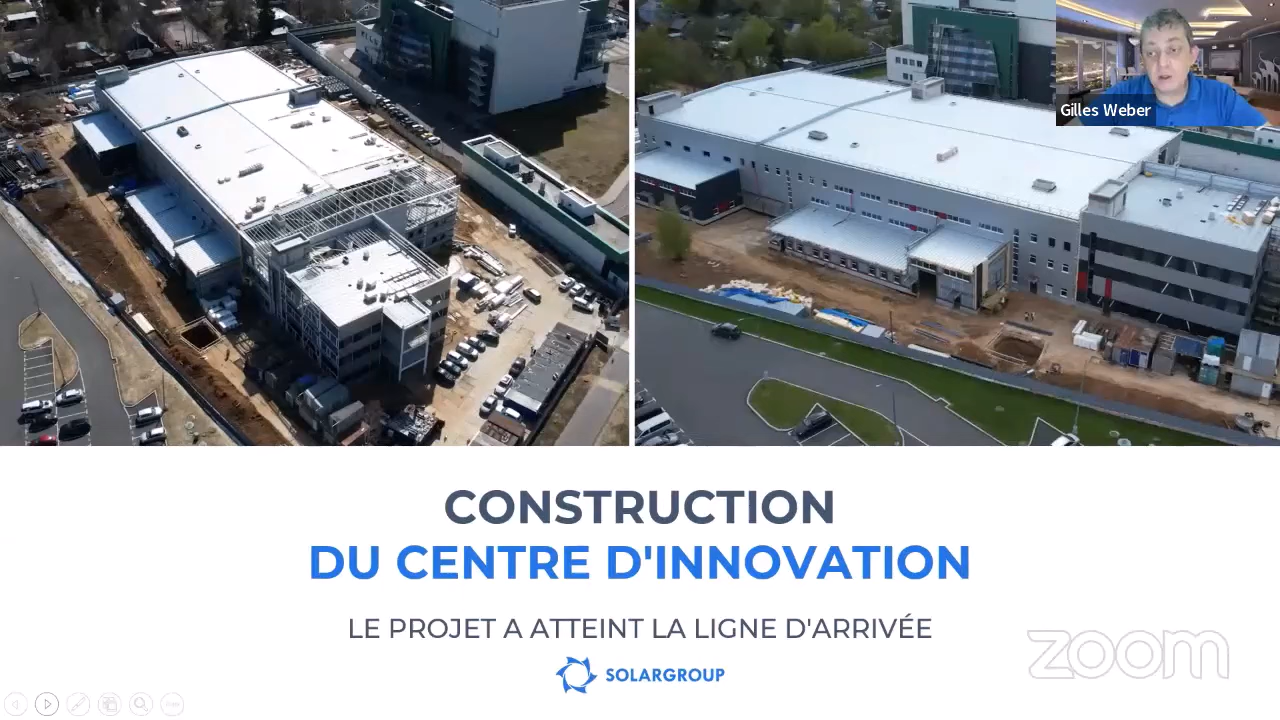 Gilles Weber
CONSTRUCTION
DU CENTRE D'INNOVATION
LE PROJET A ATTEINT LA LIGNE D'ARRIVÉE
SOLARGROUP
zoom